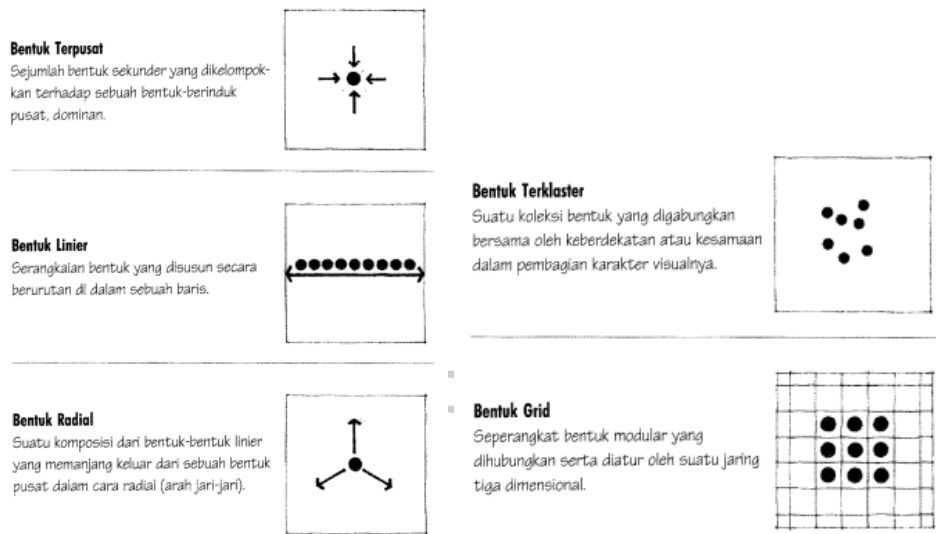 Bentuk Terpusat
Sejumlah bentuk sekunder yang dikelompok-
kan terhadap sebuah bentuk-berinduk
pusat, dominan.
Bentuk Linier
Serangkaian bentuk yang disusun secara
berurutan di dalam sebuah baris.
Bentuk Radial
Suatu komposisi dari bentuk-bentuk linier
yang memanjang keluar dari sebuah bentuk
pusat dalam cara radial (arah jari-jari).
Bentuk Terklaster
Suatu koleksi bentuk yang digabungkan
bersama oleh keberdekatan atau kesamaan
dalam pembagian karakter visualnya.
Bentuk Grid
Seperangkat bentuk modular yang
dihubungkan serta diatur oleh suatu jaring
tiga dimensional.